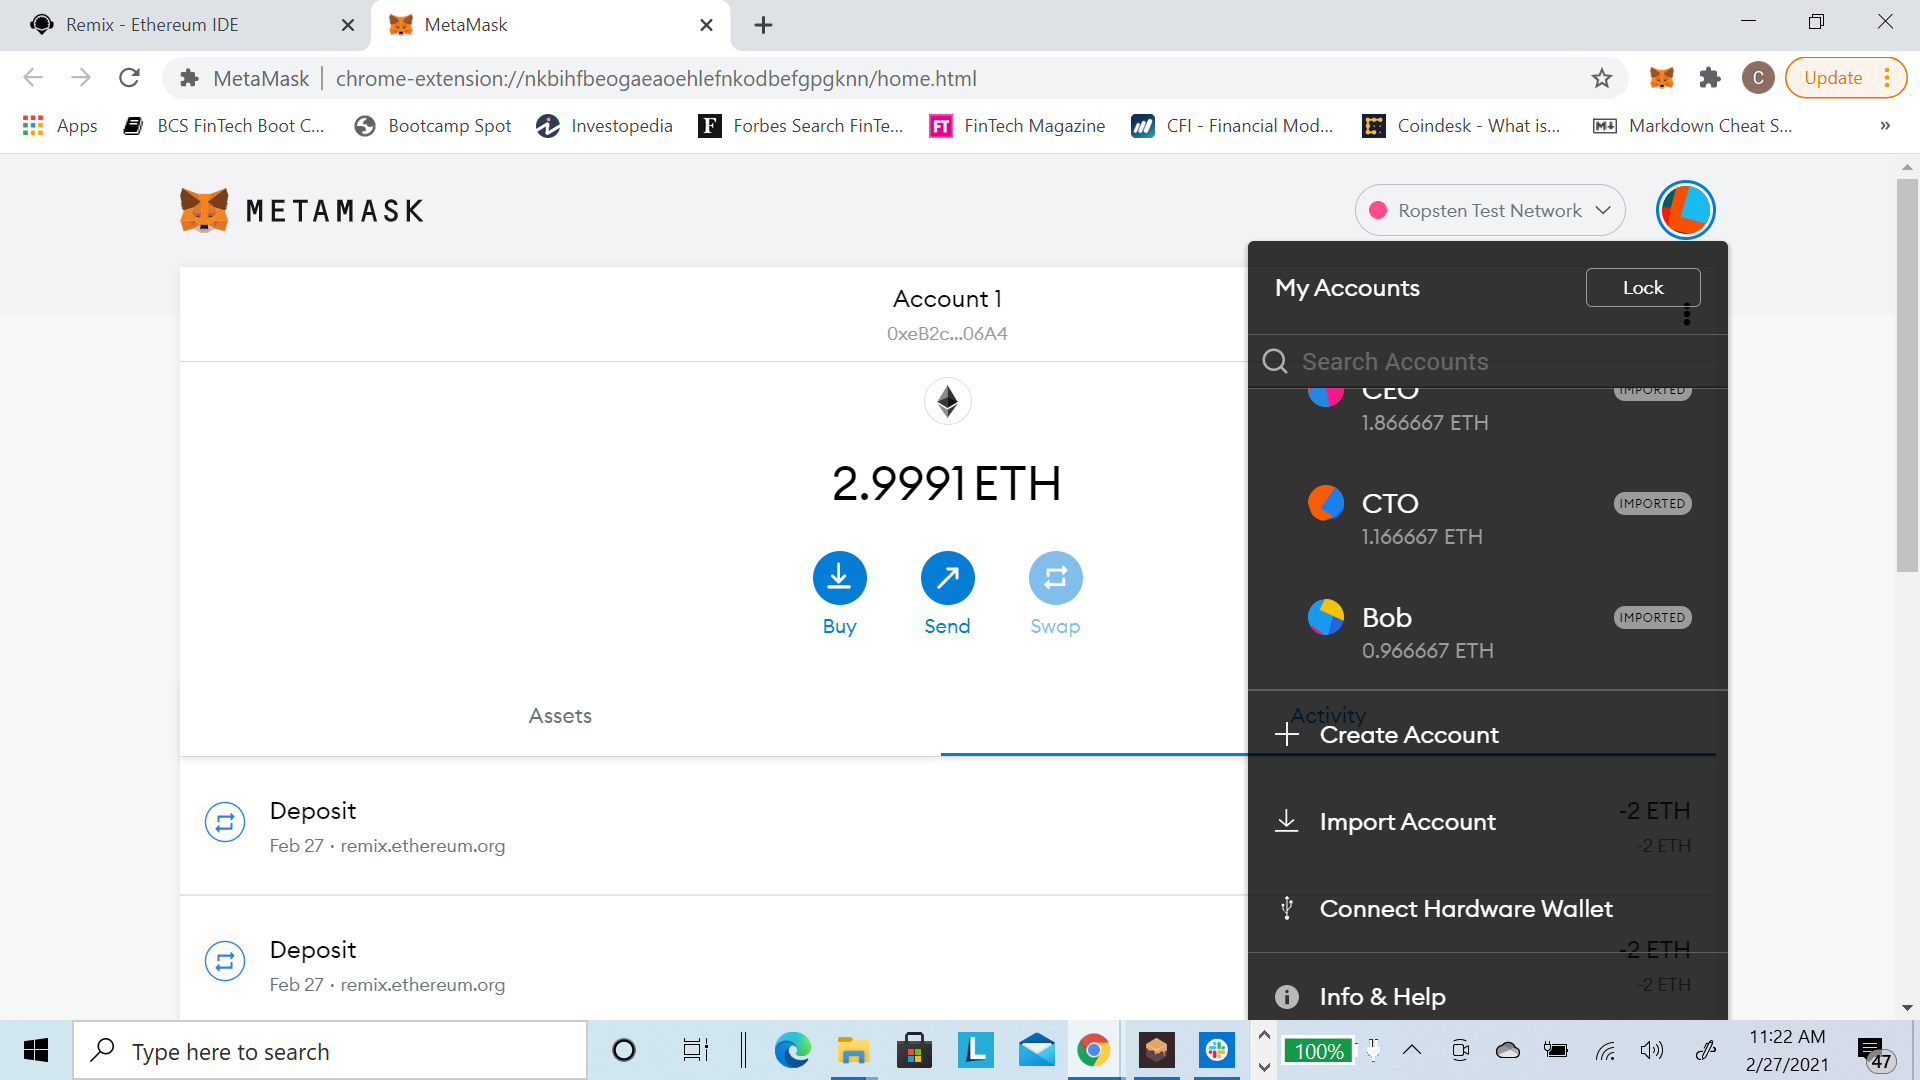 Remix - Ethereum IDE
MetaMask
MetaMask
chrome-extension://nkbihfbeogaeaoehlefnkodbefgpgknn/home.html
C
Update
Apps
BCS FinTech Boot C...
Bootcamp Spot
Investopedia
F
Forbes Search FinTe...
FT
FinTech Magazine
CFI - Financial Mod...
Coindesk - What is...
Markdown Cheat S...
»
METAMASK
Ropsten Test Network
Account 1
0xeB2c...06A4
2.9991 ETH
Buy
Send
Swap
Assets
Activity
Deposit
Feb 27 · remix.ethereum.org
-2 ETH
-2 ETH
Deposit
Feb 27 · remix.ethereum.org
-2 ETH
-2 ETH
My Accounts
Lock
Search Accounts
CEO
IMPORTED
1.866667 ETH
CTO
IMPORTED
1.166667 ETH
Bob
IMPORTED
0.966667 ETH
Create Account
Import Account
Connect Hardware Wallet
Info & Help
Type here to search
L
100%
11:22 AM
2/27/2021
47